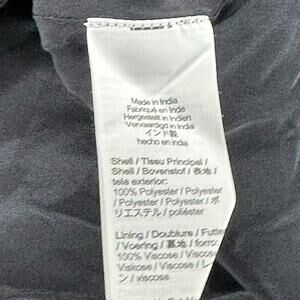 Made in India
Fabriqué en Inde
Hergestellt in Indien
Vervaardigd in India
インド製
hecho en indio
Shell / Tissu Principal /
Shell / Bovenstof / 表地 /
tela exterior:
100% Polyester / Polyester
/ Polyester / Polyester / ポ
リエステル / poliéster
Lining / Doublure / Futter
/ Voering / 裏地 / forro:
100% Viscose / Viscose
Viskose / Viscose / レー
ン / viscosa